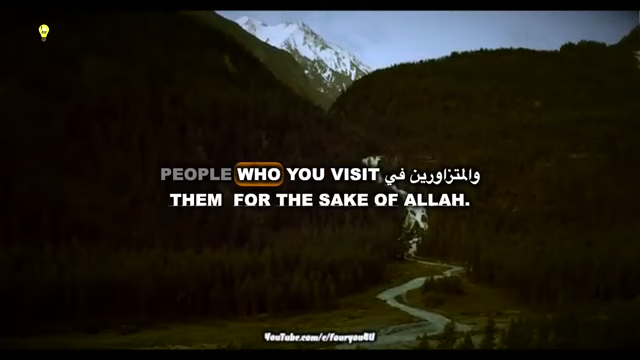 PEOPLE WHO YOU VISIT والمتزاورين في
THEM FOR THE SAKE OF ALLAH.
YouTube.com/c/Fouryou4U